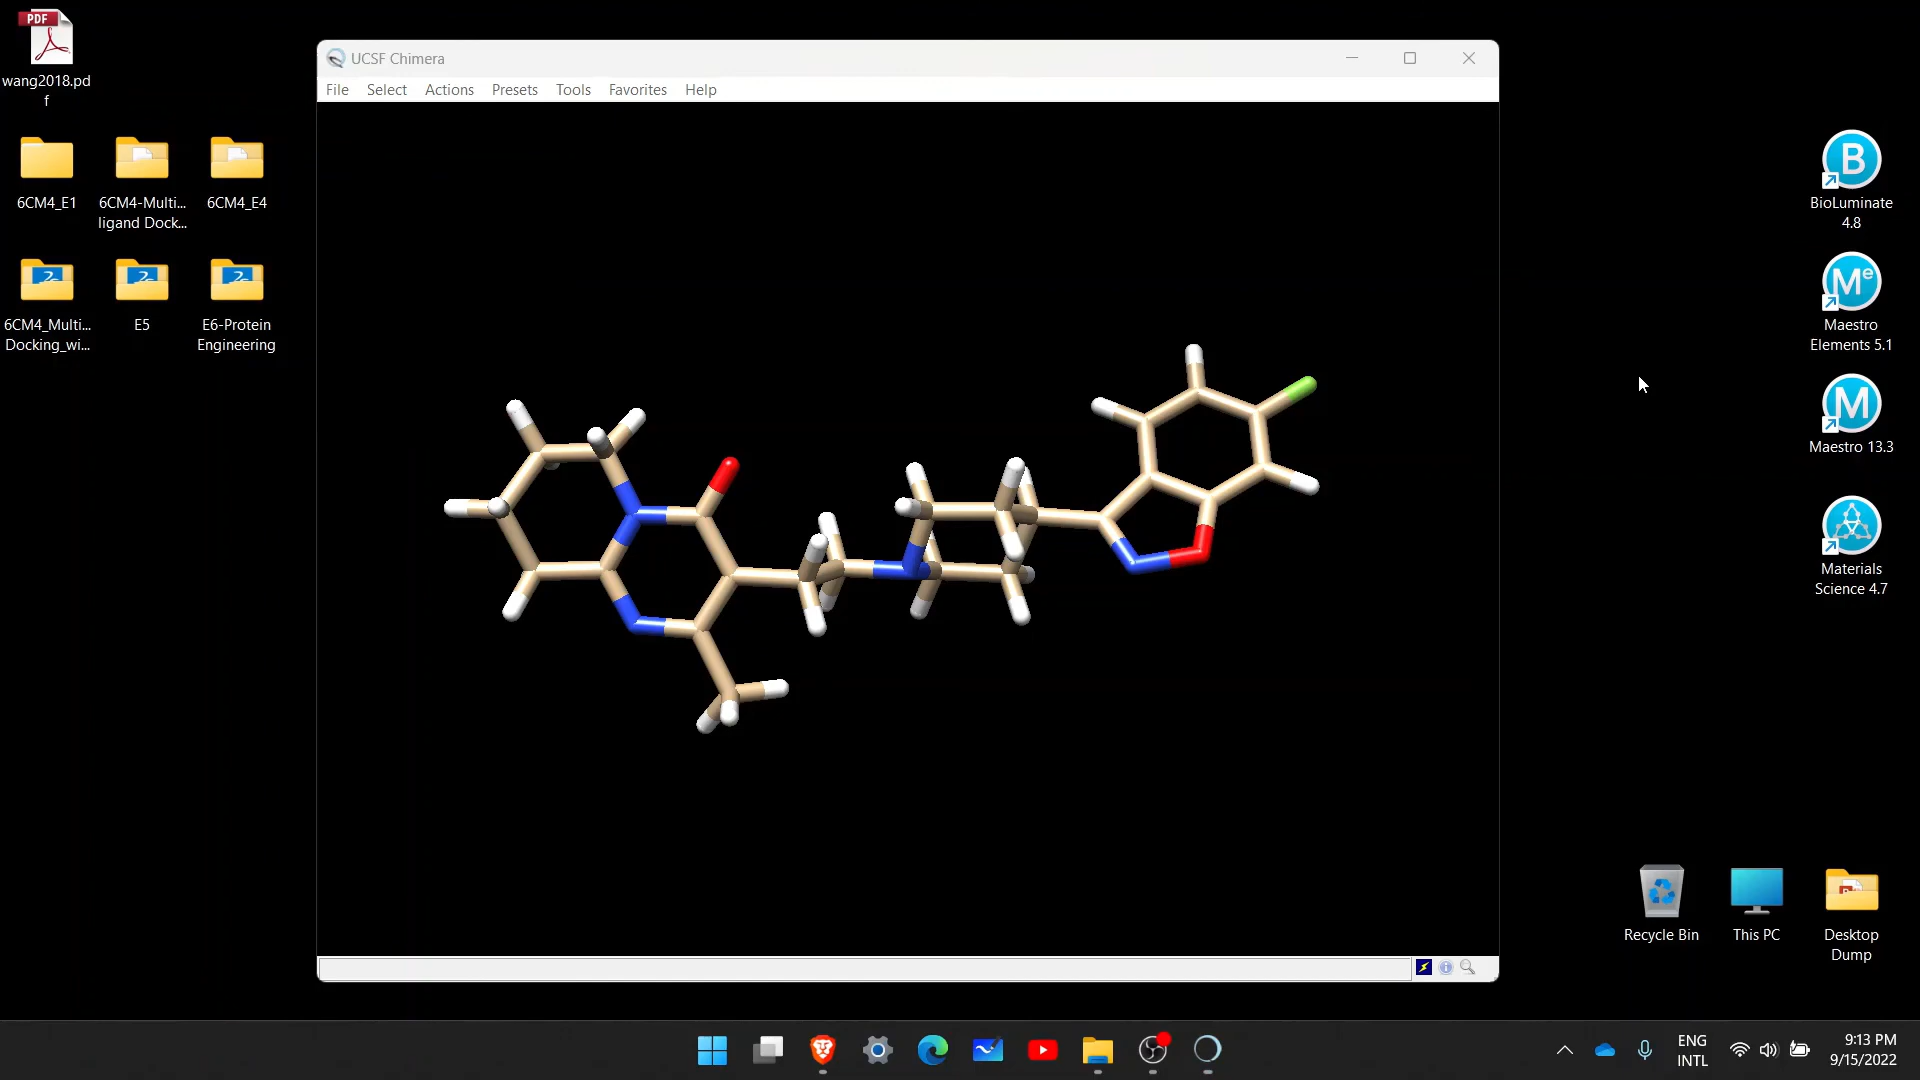 PDF
wang2018.pd
f
6CM4_E1
6CM4-Multi...
ligand Dock...
6CM4_E4
6CM4_Multi...
Docking_wi...
E5
E6-Protein
Engineering
UCSF Chimera
File Select Actions Presets Tools Favorites Help
B
BioLuminate
4.8
Me
Maestro
Elements 5.1
M
Maestro 13.3
Materials
Science 4.7
Recycle Bin
This PC
Desktop
Dump
ENG
INTL
9:13 PM
9/15/2022